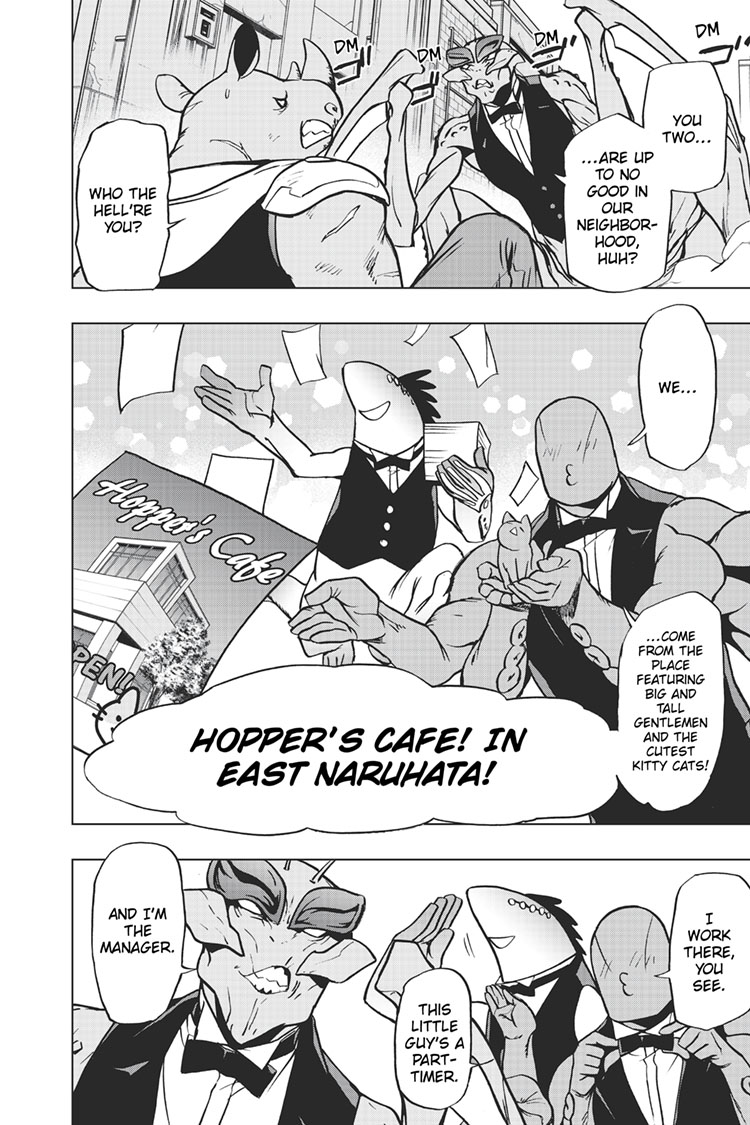 DM
DM
DM
DM
YOU
TWO...
...ARE UP
TO NO
GOOD IN
OUR
NEIGHBOR-
HOOD,
HUH?
WHO THE
HELL'RE
YOU?
WE...
Hopper's Cafe
PEN!
...COME
FROM THE
PLACE
FEATURING
BIG AND
TALL
GENTLEMEN
AND THE
CUTEST
KITTY CATS!
HOPPER'S CAFE! IN
EAST NARUHATA!
I
WORK
THERE,
YOU
SEE.
THIS
LITTLE
GUY'S A
PART-
TIMER.
AND I'M
THE
MANAGER.